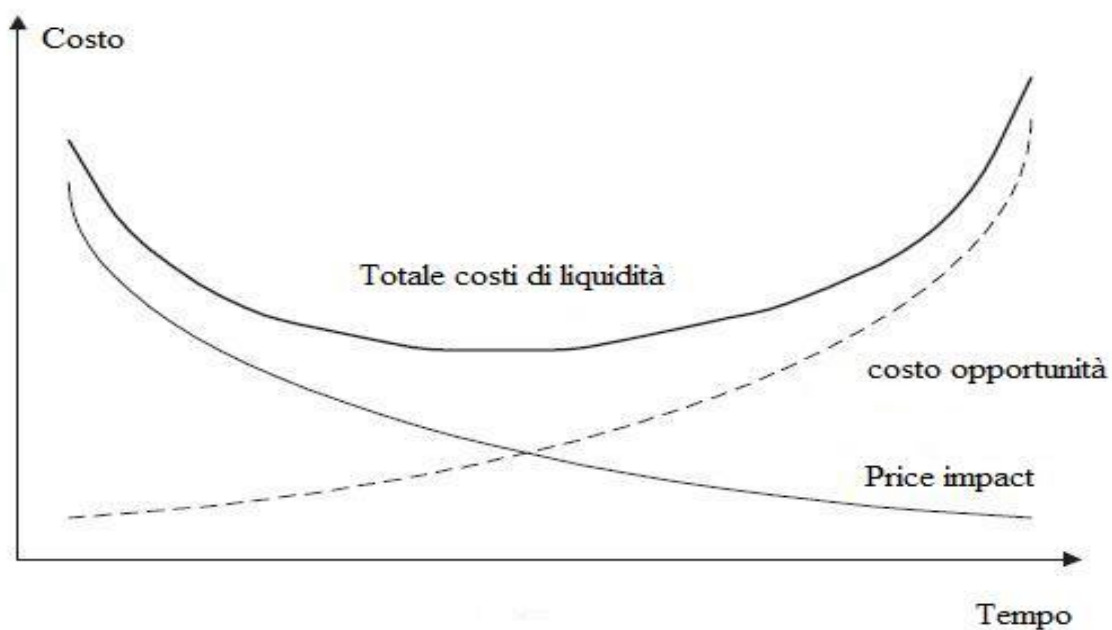 Costo
Totale costi di liquidità
costo opportunità
Price impact
Tempo